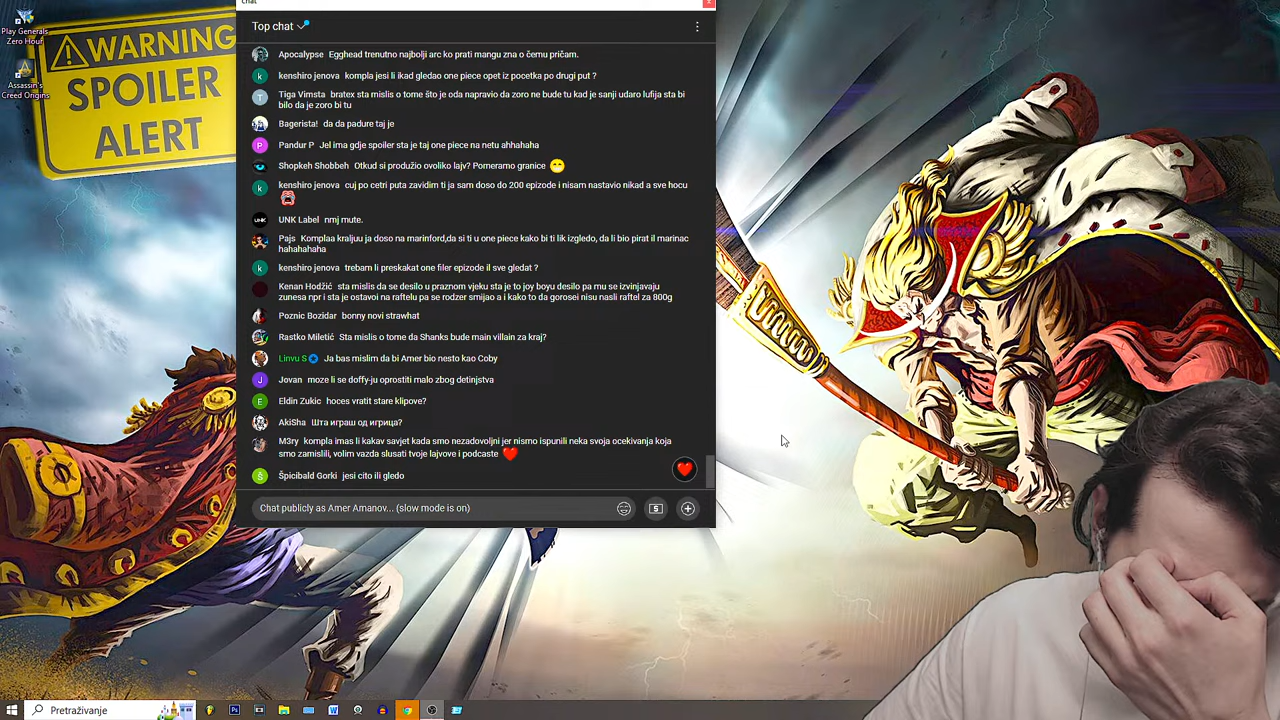 Play Generals
Zero Hour
Assassin's
Creed Origins
WARNING
SPOILER
ALERT
Chat
Top chat
Apocalypse Egghead trenutno najbolji arc ko prati mangu zna o čemu pričam.
k kenshiro jenova kompla jesi li ikad gledao one piece opet iz pocetka po drugi put ?
T Tiga Vimsta bratex sta mislis o tome što je oda napravio da zoro ne bude tu kad je sanji udaro lufija sta bi
bilo da je zoro bi tu
Bagerista! da da padure taj je
P Pandur P Jel ima gdje spoiler sta je taj one piece na netu ahhahaha
Shopkeh Shobbeh Otkud si produžio ovoliko lajv? Pomeramo granice 😁
k kenshiro jenova cuj po cetri puta zavidim ti ja sam doso do 200 epizode i nisam nastavio nikad a sve hocu
UNK Label nmj mute.
Pajs Komplaa kraljuu ja doso na marinford,da si ti u one piece kako bi ti lik izgledo, da li bio pirat il marinac
hahahahaha
k kenshiro jenova trebam li preskakat one filer epizode il sve gledat ?
Kenan Hodžić sta mislis da se desilo u praznom vjeku sta je to joy boyu desilo pa mu se izvinjavaju
zunesa npr i sta je ostavoi na raftelu pa se rodzer smijao a i kako to da gorosei nisu nasli raftel za 800g
Poznic Bozidar bonny novi strawhat
Rastko Miletić Sta mislis o tome da Shanks bude main villain za kraj?
Linvu S Ja bas mislim da bi Amer bio nesto kao Coby
J Jovan moze li se doffy-ju oprostiti malo zbog detinjstva
E Eldin Zukic hoces vratit stare klipove?
AkiSha Шта играш од игрица?
M3ry kompla imas li kakav savjet kada smo nezadovoljni jer nismo ispunili neka svoja ocekivanja koja
smo zamislili, volim vazda slusati tvoje lajvove i podcaste ❤️
Š Špicibald Gorki jesi cito ili gledo
Chat publicly as Amer Amanov... (slow mode is on)
Pretraživanje